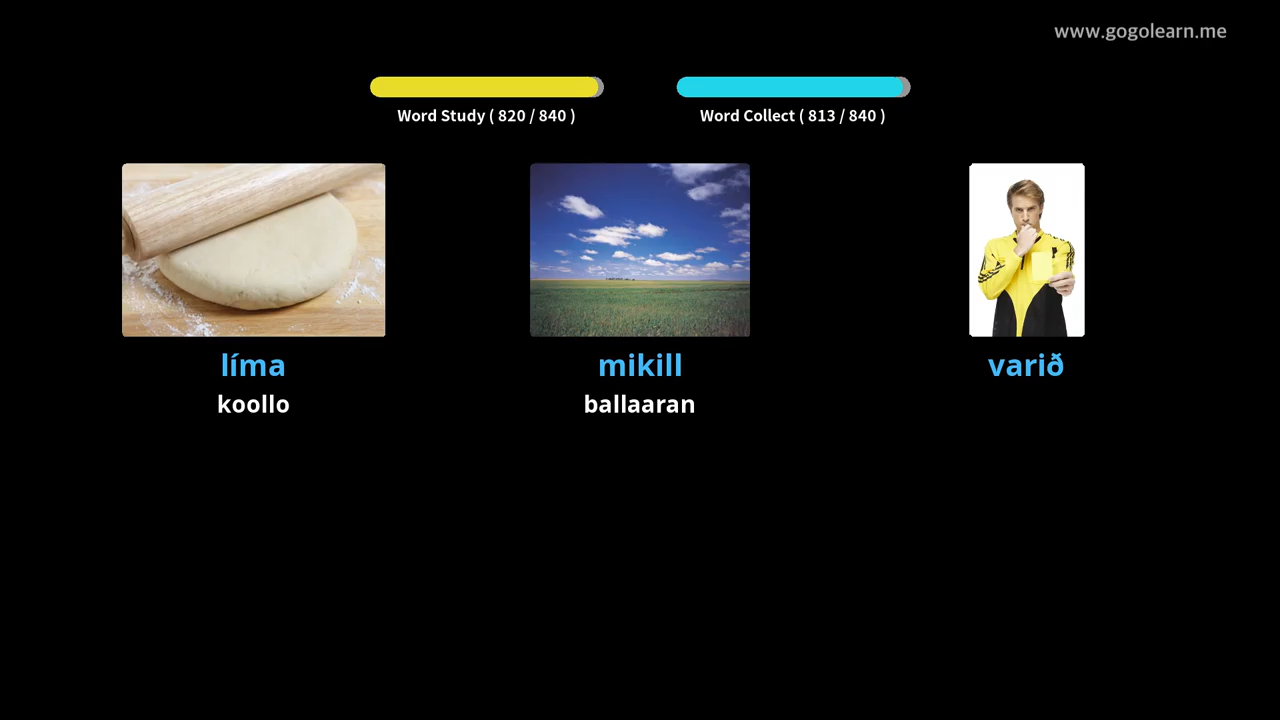 www.gogolearn.me
Word Study ( 820 / 840 )
Word Collect ( 813 / 840 )
líma
mikill
varið
koollo
ballaaran